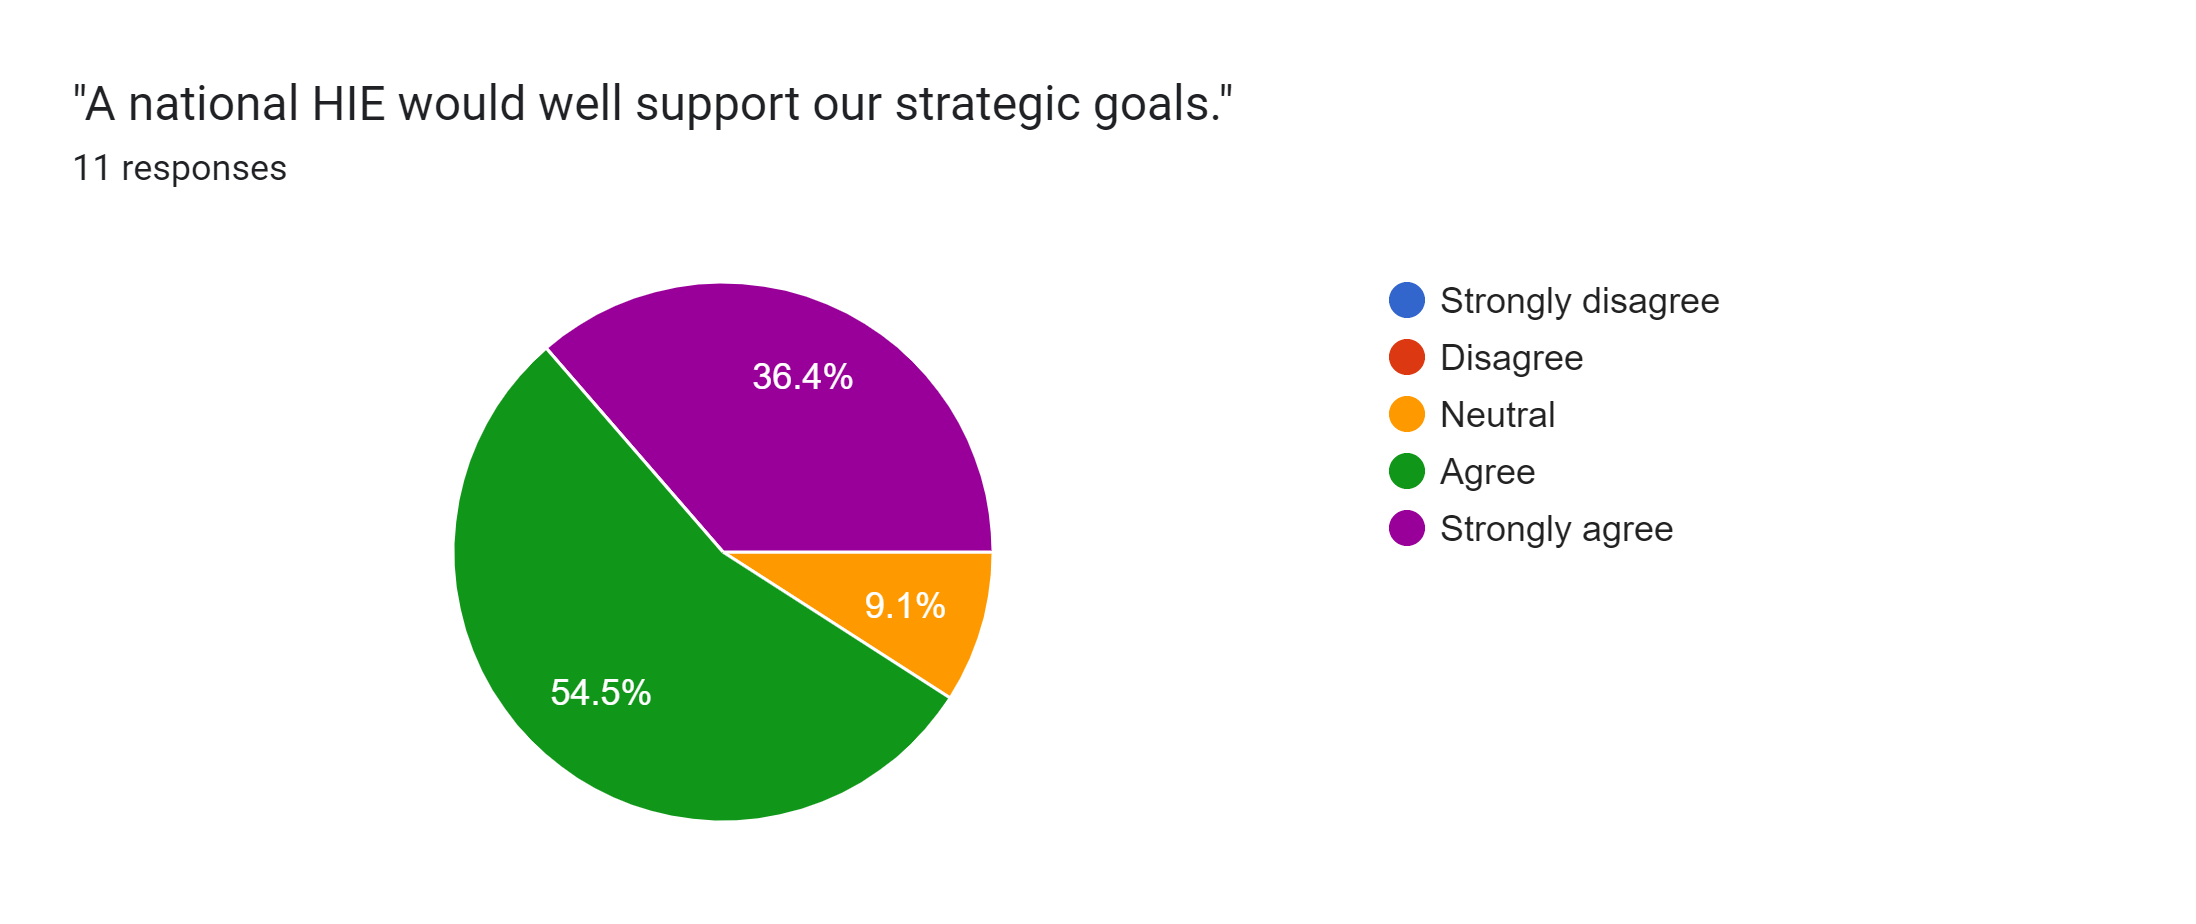 "A national HIE would well support our strategic goals."
11 responses
36.4%
9.1%
54.5%
Strongly disagree
Disagree
Neutral
Agree
Strongly agree